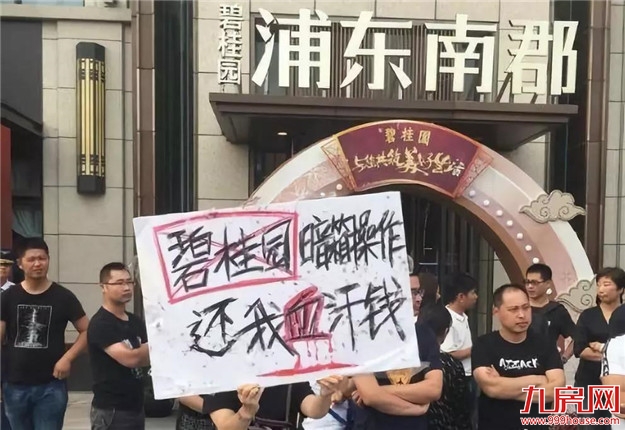 碧桂园
浦东南郡
碧桂園
与您共筑美好生活
碧桂园 暗箱操作
还我血汗钱
ATTACK
九房网
www.999house.com